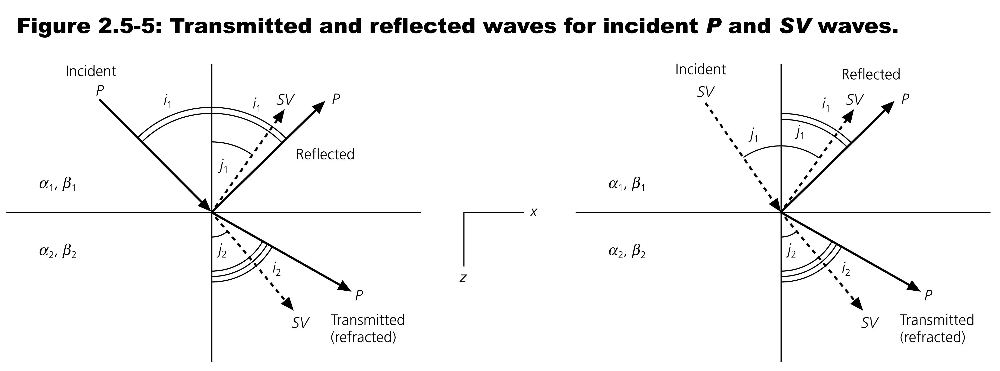 Figure 2.5-5: Transmitted and reflected waves for incident P and SV waves.
Incident
P
i₁
i₁
SV
P
j₁
Reflected
α₁, β₁
α₂, β₂
j₂
i₂
P
SV
Transmitted
(refracted)
x
z
Incident
SV
Reflected
i₁
SV
P
j₁
j₁
α₁, β₁
α₂, β₂
j₂
i₂
P
SV
Transmitted
(refracted)